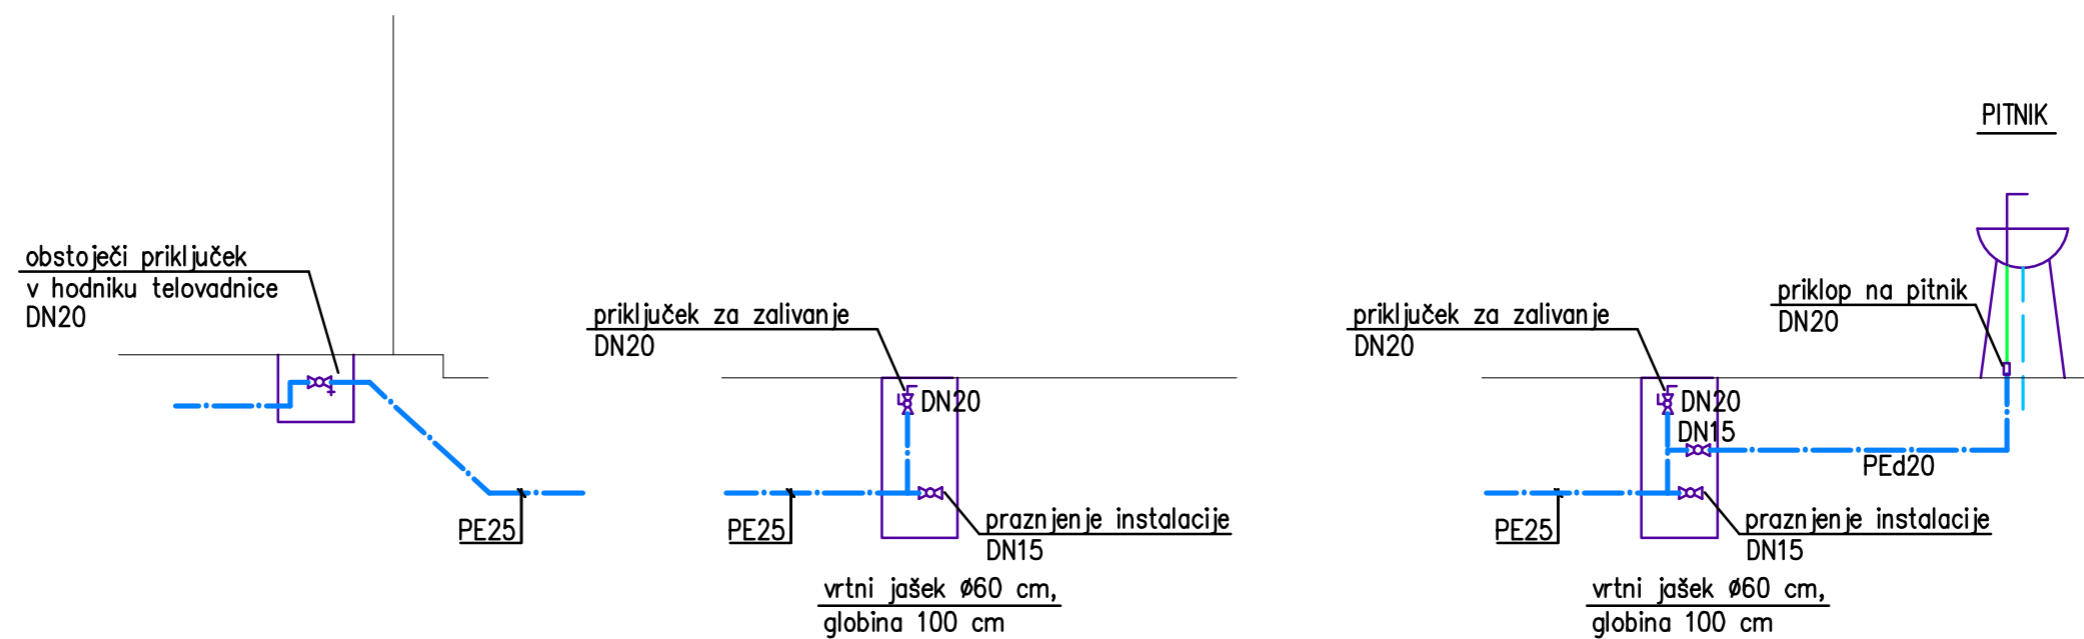 obstoječi priključek
v hodniku telovadnice
DN20
PE25
priključek za zalivanje
DN20
DN20
PE25
praznjenje instalacije
DN15
vrtni jašek Ø60 cm,
globina 100 cm
PITNIK
priklop na pitnik
DN20
priključek za zalivanje
DN20
DN20
DN15
PEd20
PE25
praznjenje instalacije
DN15
vrtni jašek Ø60 cm,
globina 100 cm